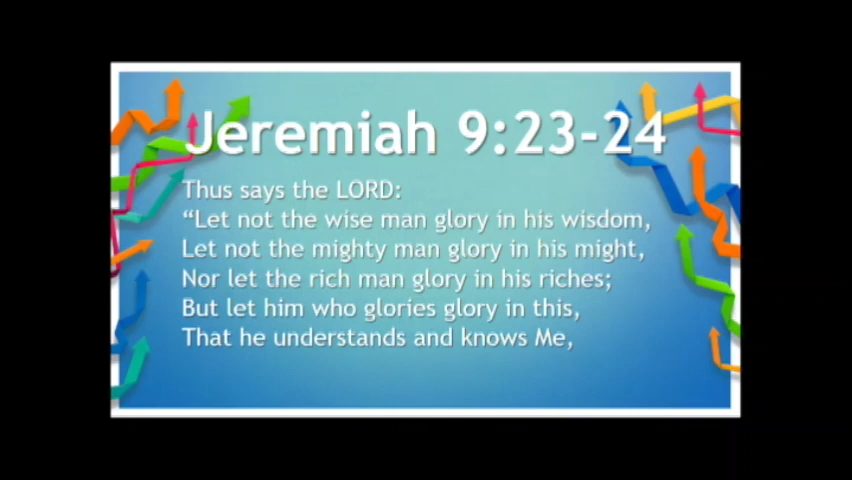 Jeremiah 9:23-24
Thus says the LORD:
“Let not the wise man glory in his wisdom,
Let not the mighty man glory in his might,
Nor let the rich man glory in his riches;
But let him who glories glory in this,
That he understands and knows Me,